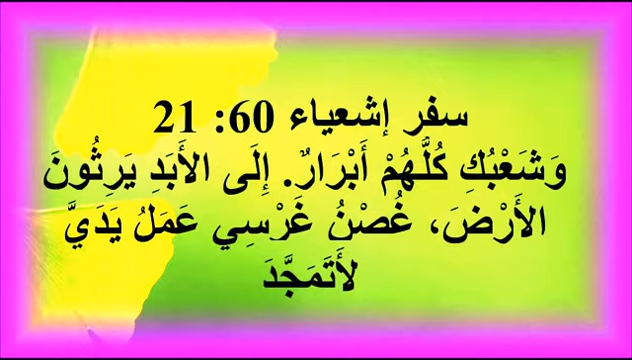 سفر إشعياء 60: 21
وَشَعْبُكِ كُلُّهُمْ أَبْرَارٌ. إِلَى الأَبَدِ يَرِثُونَ
الأَرْضَ، غُصْنُ غَرْسِي عَمَلُ يَدَيَّ
لأَتَمَجَّدَ